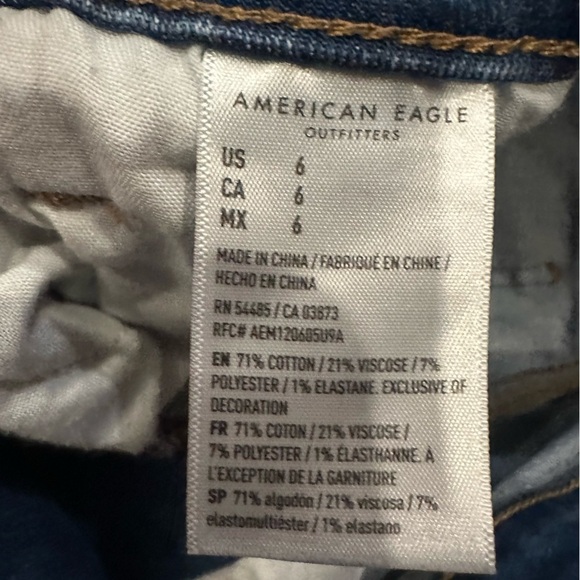 AMERICAN EAGLE
OUTFITTERS
US 6
CA 6
MX 6
MADE IN CHINA / FABRIQUÉ EN CHINE /
HECHO EN CHINA
RN 54485 / CA 03873
RFC# AEM120605U9A
EN 71% COTTON / 21% VISCOSE / 7%
POLYESTER / 1% ELASTANE. EXCLUSIVE OF
DECORATION
FR 71% COTON / 21% VISCOSE /
7% POLYESTER / 1% ÉLASTHANNE. À
L'EXCEPTION DE LA GARNITURE
SP 71% algodón / 21% viscosa / 7%
elastomultiéster / 1% elastano